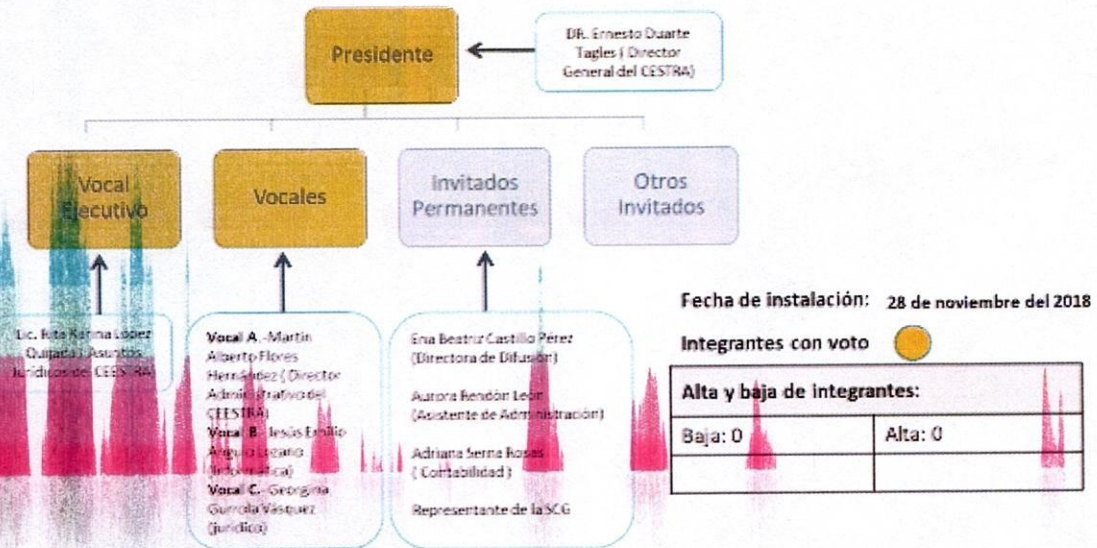 Presidente
DR. Ernesto Duarte
Tagles ( Director
General del CESTRA)
Vocal
Ejecutivo
Vocales
Invitados
Permanentes
Otros
Invitados
Lic. Rita Karina López
Quijada ( Asuntos
Jurídicos del CEESTRA)
Vocal A.-Martín
Alberto Flores
Hernández ( Director
Administrativo del
CEESTRA)
Vocal B.- Jesús Emilio
Angulo Lozano
(Informática)
Vocal C.- Georgina
Gurrola Vásquez
(jurídico)
Ena Beatriz Castillo Pérez
(Directora de Difusión)
Aurora Rendón León
(Asistente de Administración)
Adriana Serna Rosas
( Contabilidad )
Representante de la SCG
Fecha de instalación: 28 de noviembre del 2018
Integrantes con voto
Alta y baja de integrantes:
Baja: 0 Alta: 0